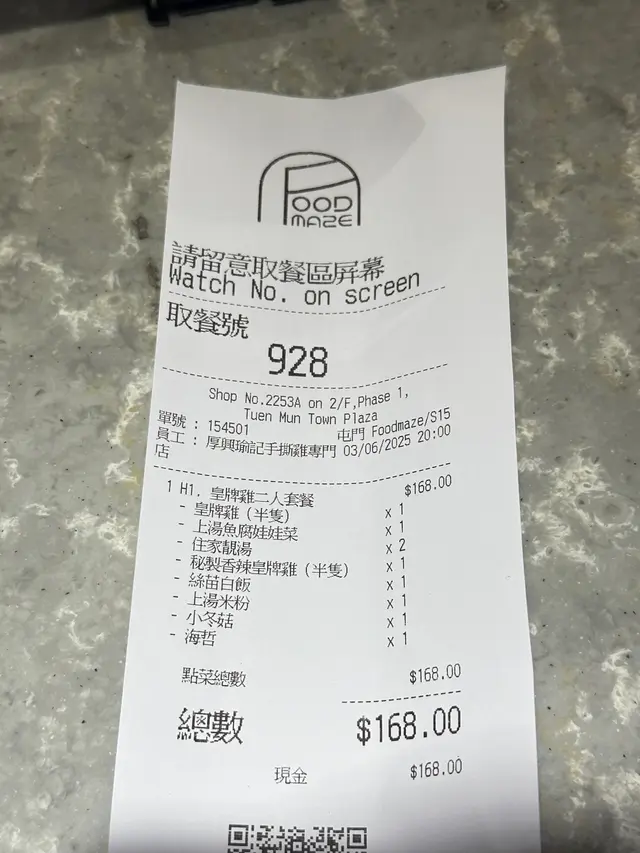 FOOD
MAZE
請留意取餐區屏幕
Watch No. on screen
取餐號
928
Shop No.2253A on 2/F,Phase 1,
Tuen Mun Town Plaza
單號 : 154501 屯門 Foodmaze/S15
員工 : 厚興瑜記手撕雞專門 03/06/2025 20:00
店
1 H1. 皇牌雞二人套餐 $168.00
- 皇牌雞 (半隻) x 1
- 上湯魚腐娃娃菜 x 1
- 住家靚湯 x 2
- 秘製香辣皇牌雞 (半隻) x 1
- 絲苗白飯 x 1
- 上湯米粉 x 1
- 小冬菇 x 1
- 海哲 x 1
點菜總數 $168.00
總數 $168.00
現金 $168.00